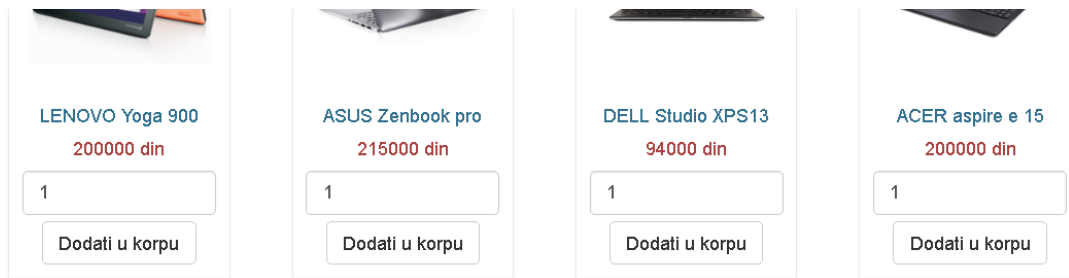 LENOVO Yoga 900
200000 din
1
Dodati u korpu
ASUS Zenbook pro
215000 din
1
Dodati u korpu
DELL Studio XPS13
94000 din
1
Dodati u korpu
ACER aspire e 15
200000 din
1
Dodati u korpu